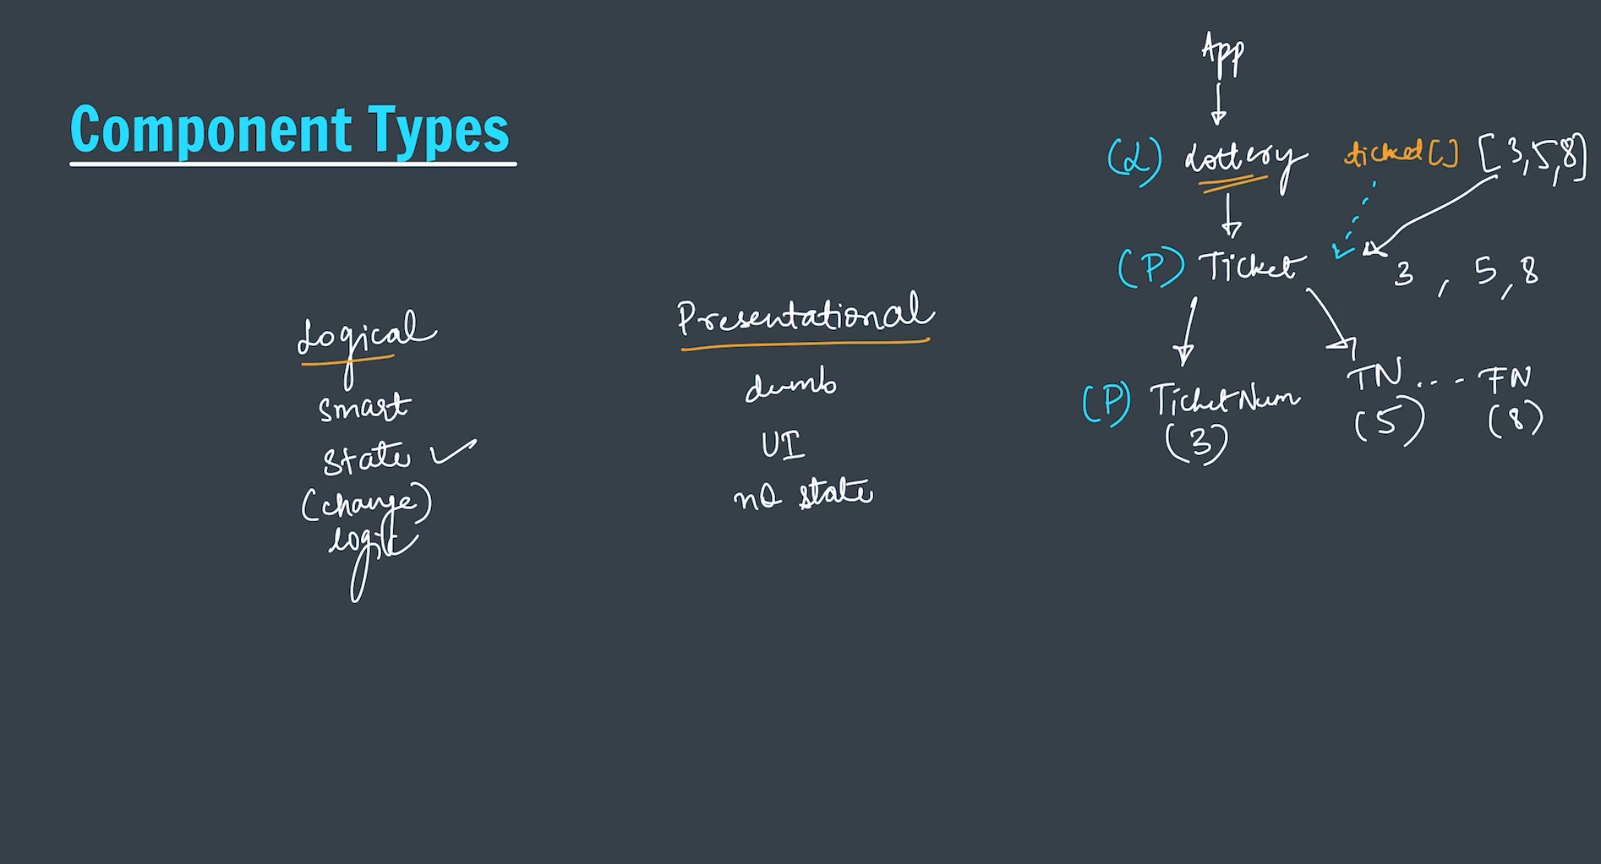 Component Types
Logical
Smart
State ✓
(change)
logic
Presentational
dumb
UI
no state
App
(L) Lottery ticket[] [3,5,8]
(P) Ticket 3, 5, 8
(P) TicketNum TN .... FN
(3) (5) (8)